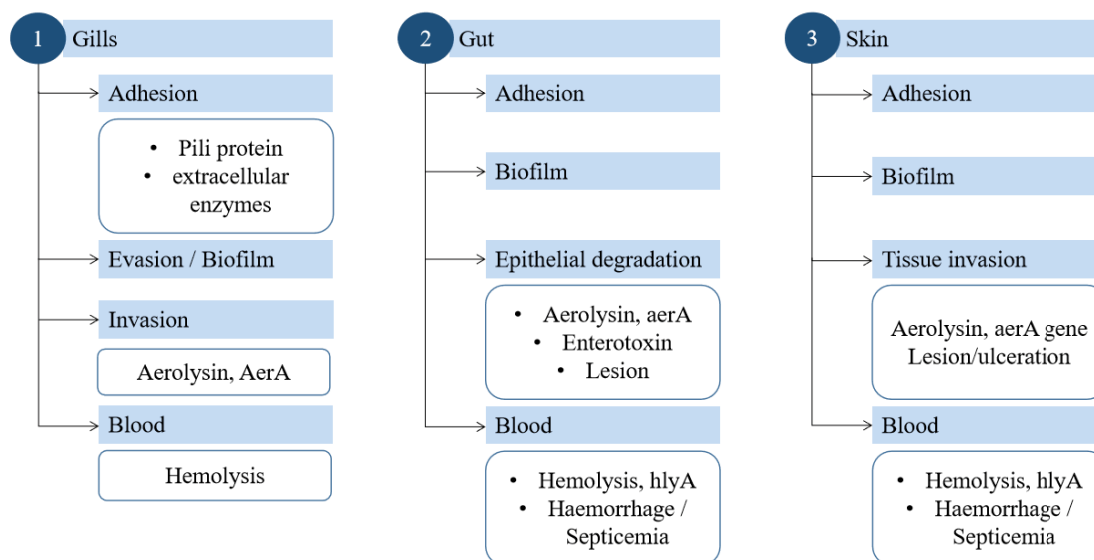 1 Gills
Adhesion
• Pili protein
• extracellular
enzymes
Evasion / Biofilm
Invasion
Aerolysin, AerA
Blood
Hemolysis
2 Gut
Adhesion
Biofilm
Epithelial degradation
• Aerolysin, aerA
• Enterotoxin
• Lesion
Blood
• Hemolysis, hlyA
• Haemorrhage /
Septicemia
3 Skin
Adhesion
Biofilm
Tissue invasion
Aerolysin, aerA gene
Lesion/ulceration
Blood
• Hemolysis, hlyA
• Haemorrhage /
Septicemia